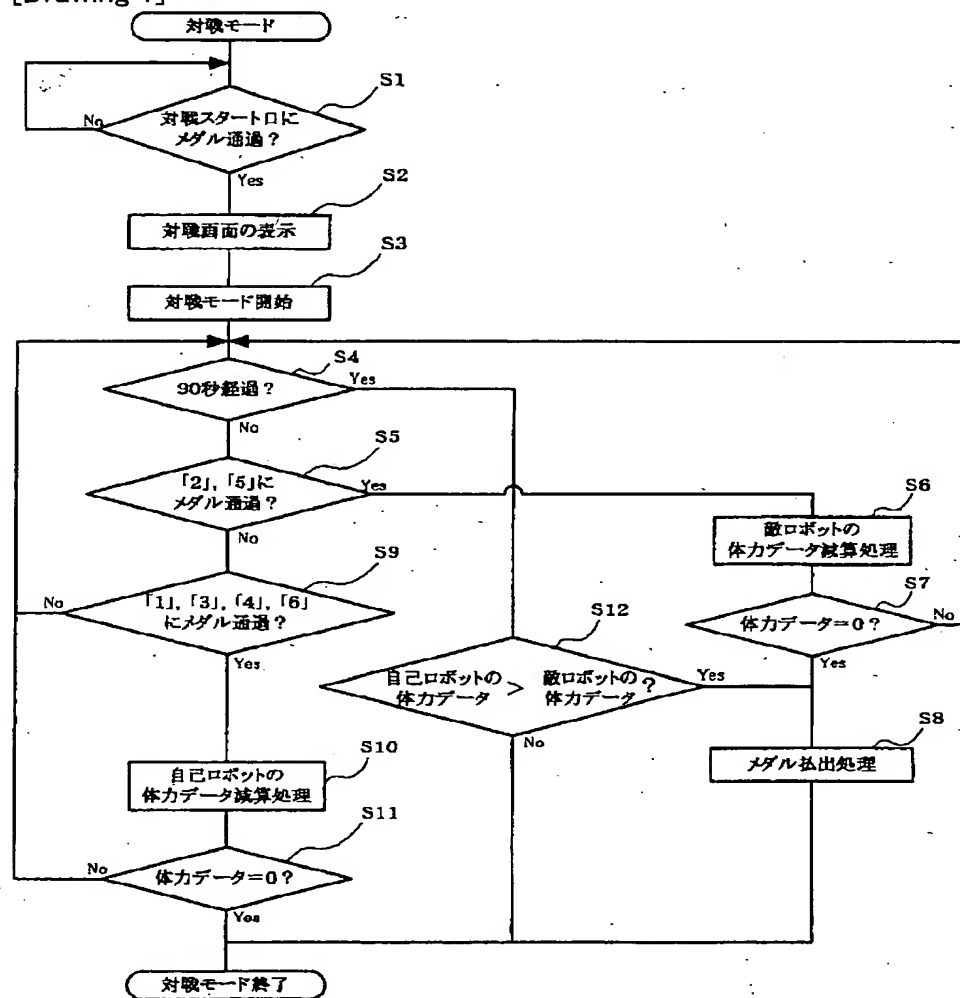 対戦モード
S1
対戦スタート口に
メダル通過?
No
Yes
S2
対戦画面の表示
S3
対戦モード開始
S4
90秒経過?
Yes
No
S5
「2」,「5」に
メダル通過?
Yes
No
S6
敵ロボットの
体力データ減算処理
S9
「1」,「3」,「4」,「6」
にメダル通過?
No
Yes
S7
体力データ=0?
No
Yes
S12
自己ロボットの
体力データ
>
敵ロボットの
体力データ
?
Yes
No
S8
メダル払出処理
S10
自己ロボットの
体力データ減算処理
S11
体力データ=0?
No
Yes
対戦モード終了